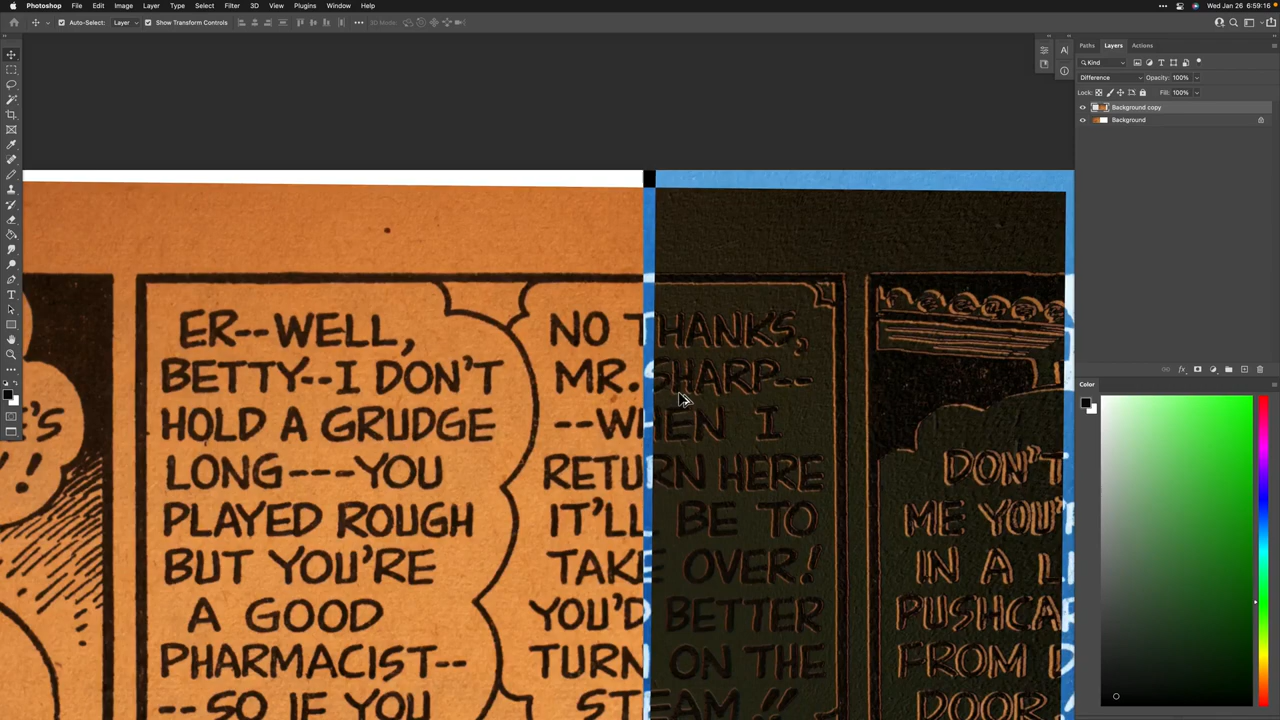 Photoshop File Edit Image Layer Type Select Filter 3D View Plugins Window Help
Wed Jan 26 6:59:16
Auto-Select: Layer Show Transform Controls
3D Mode:
Paths Layers Actions
Kind
Difference Opacity: 100%
Lock: Fill: 100%
Background copy
Background
fx
Color
'S
!!
ER--WELL,
BETTY--I DON'T
HOLD A GRUDGE
LONG---YOU
PLAYED ROUGH
BUT YOU'RE
A GOOD
PHARMACIST--
--SO IF YOU
NO THANKS,
MR. SHARP--
--WHEN I
RETURN HERE
IT'LL BE TO
TAKE OVER!
YOU'D BETTER
TURN ON THE
STEAM!!
DON'T
ME YOU'
IN A
PUSHCA
FROM
DOOR